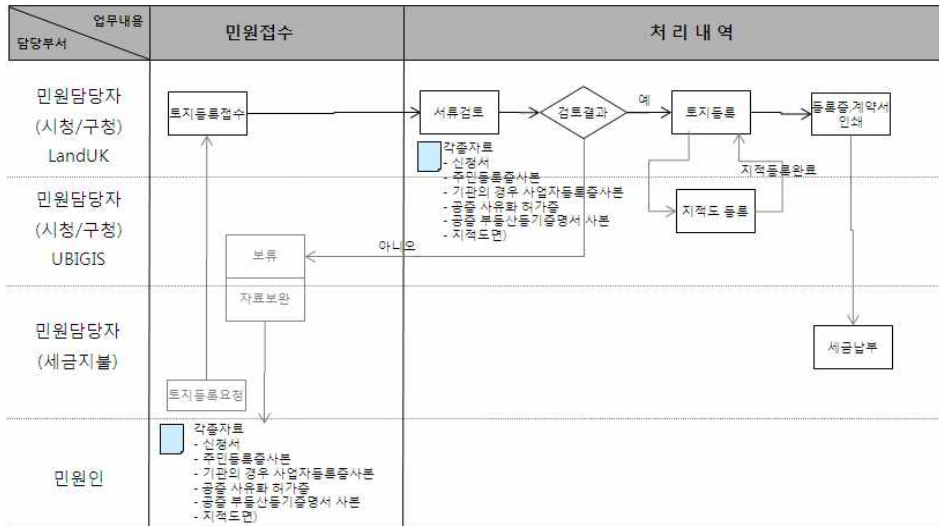 업무내용
담당부서
민원접수
처 리 내 역
민원담당자
(시청/구청)
LandUK
토지등록접수
서류검토
검토결과
예
토지등록
등록증,계약서
인쇄
각종자료
- 신청서
- 주민등록증사본
- 기관의 경우 사업자등록증사본
- 공증 사유화 허가증
- 공증 부동산등기증명서 사본
- 지적도면)
지적등록완료
민원담당자
(시청/구청)
UBIGIS
지적도 등록
아니오
보류
자료보완
민원담당자
(세금지불)
세금납부
토지등록요청
민원인
각종자료
- 신청서
- 주민등록증사본
- 기관의 경우 사업자등록증사본
- 공증 사유화 허가증
- 공증 부동산등기증명서 사본
- 지적도면)